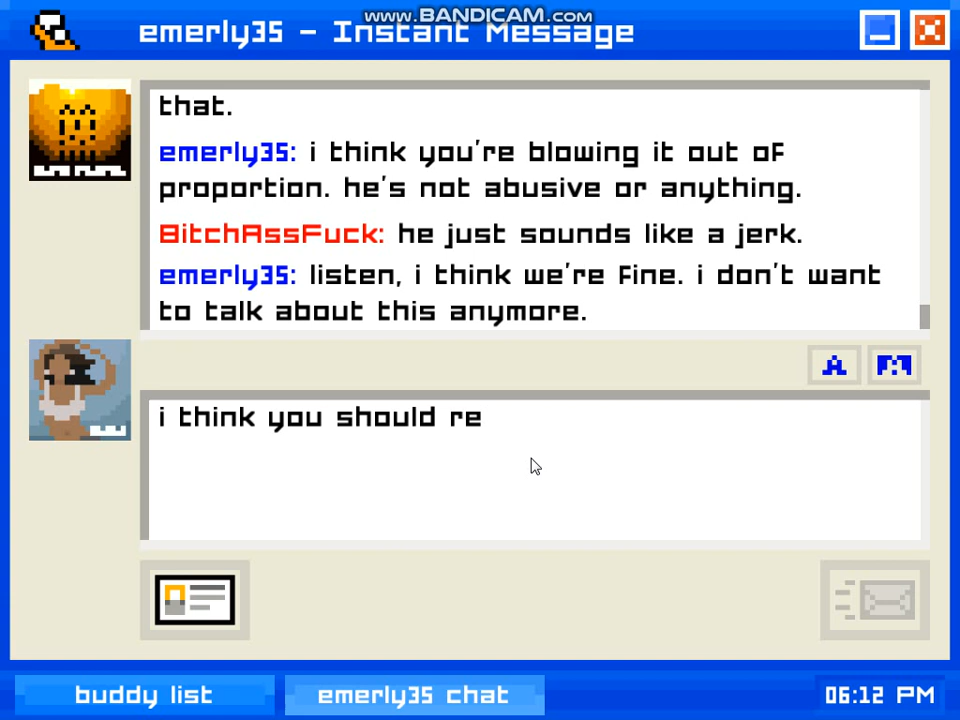 www.BANDICAM.com
emerly35 - Instant Message
that.
emerly35: i think you're blowing it out of
proportion. he's not abusive or anything.
BitchAssFuck: he just sounds like a jerk.
emerly35: listen, i think we're fine. i don't want
to talk about this anymore.
A
i think you should re
buddy list
emerly35 chat
06:12 PM